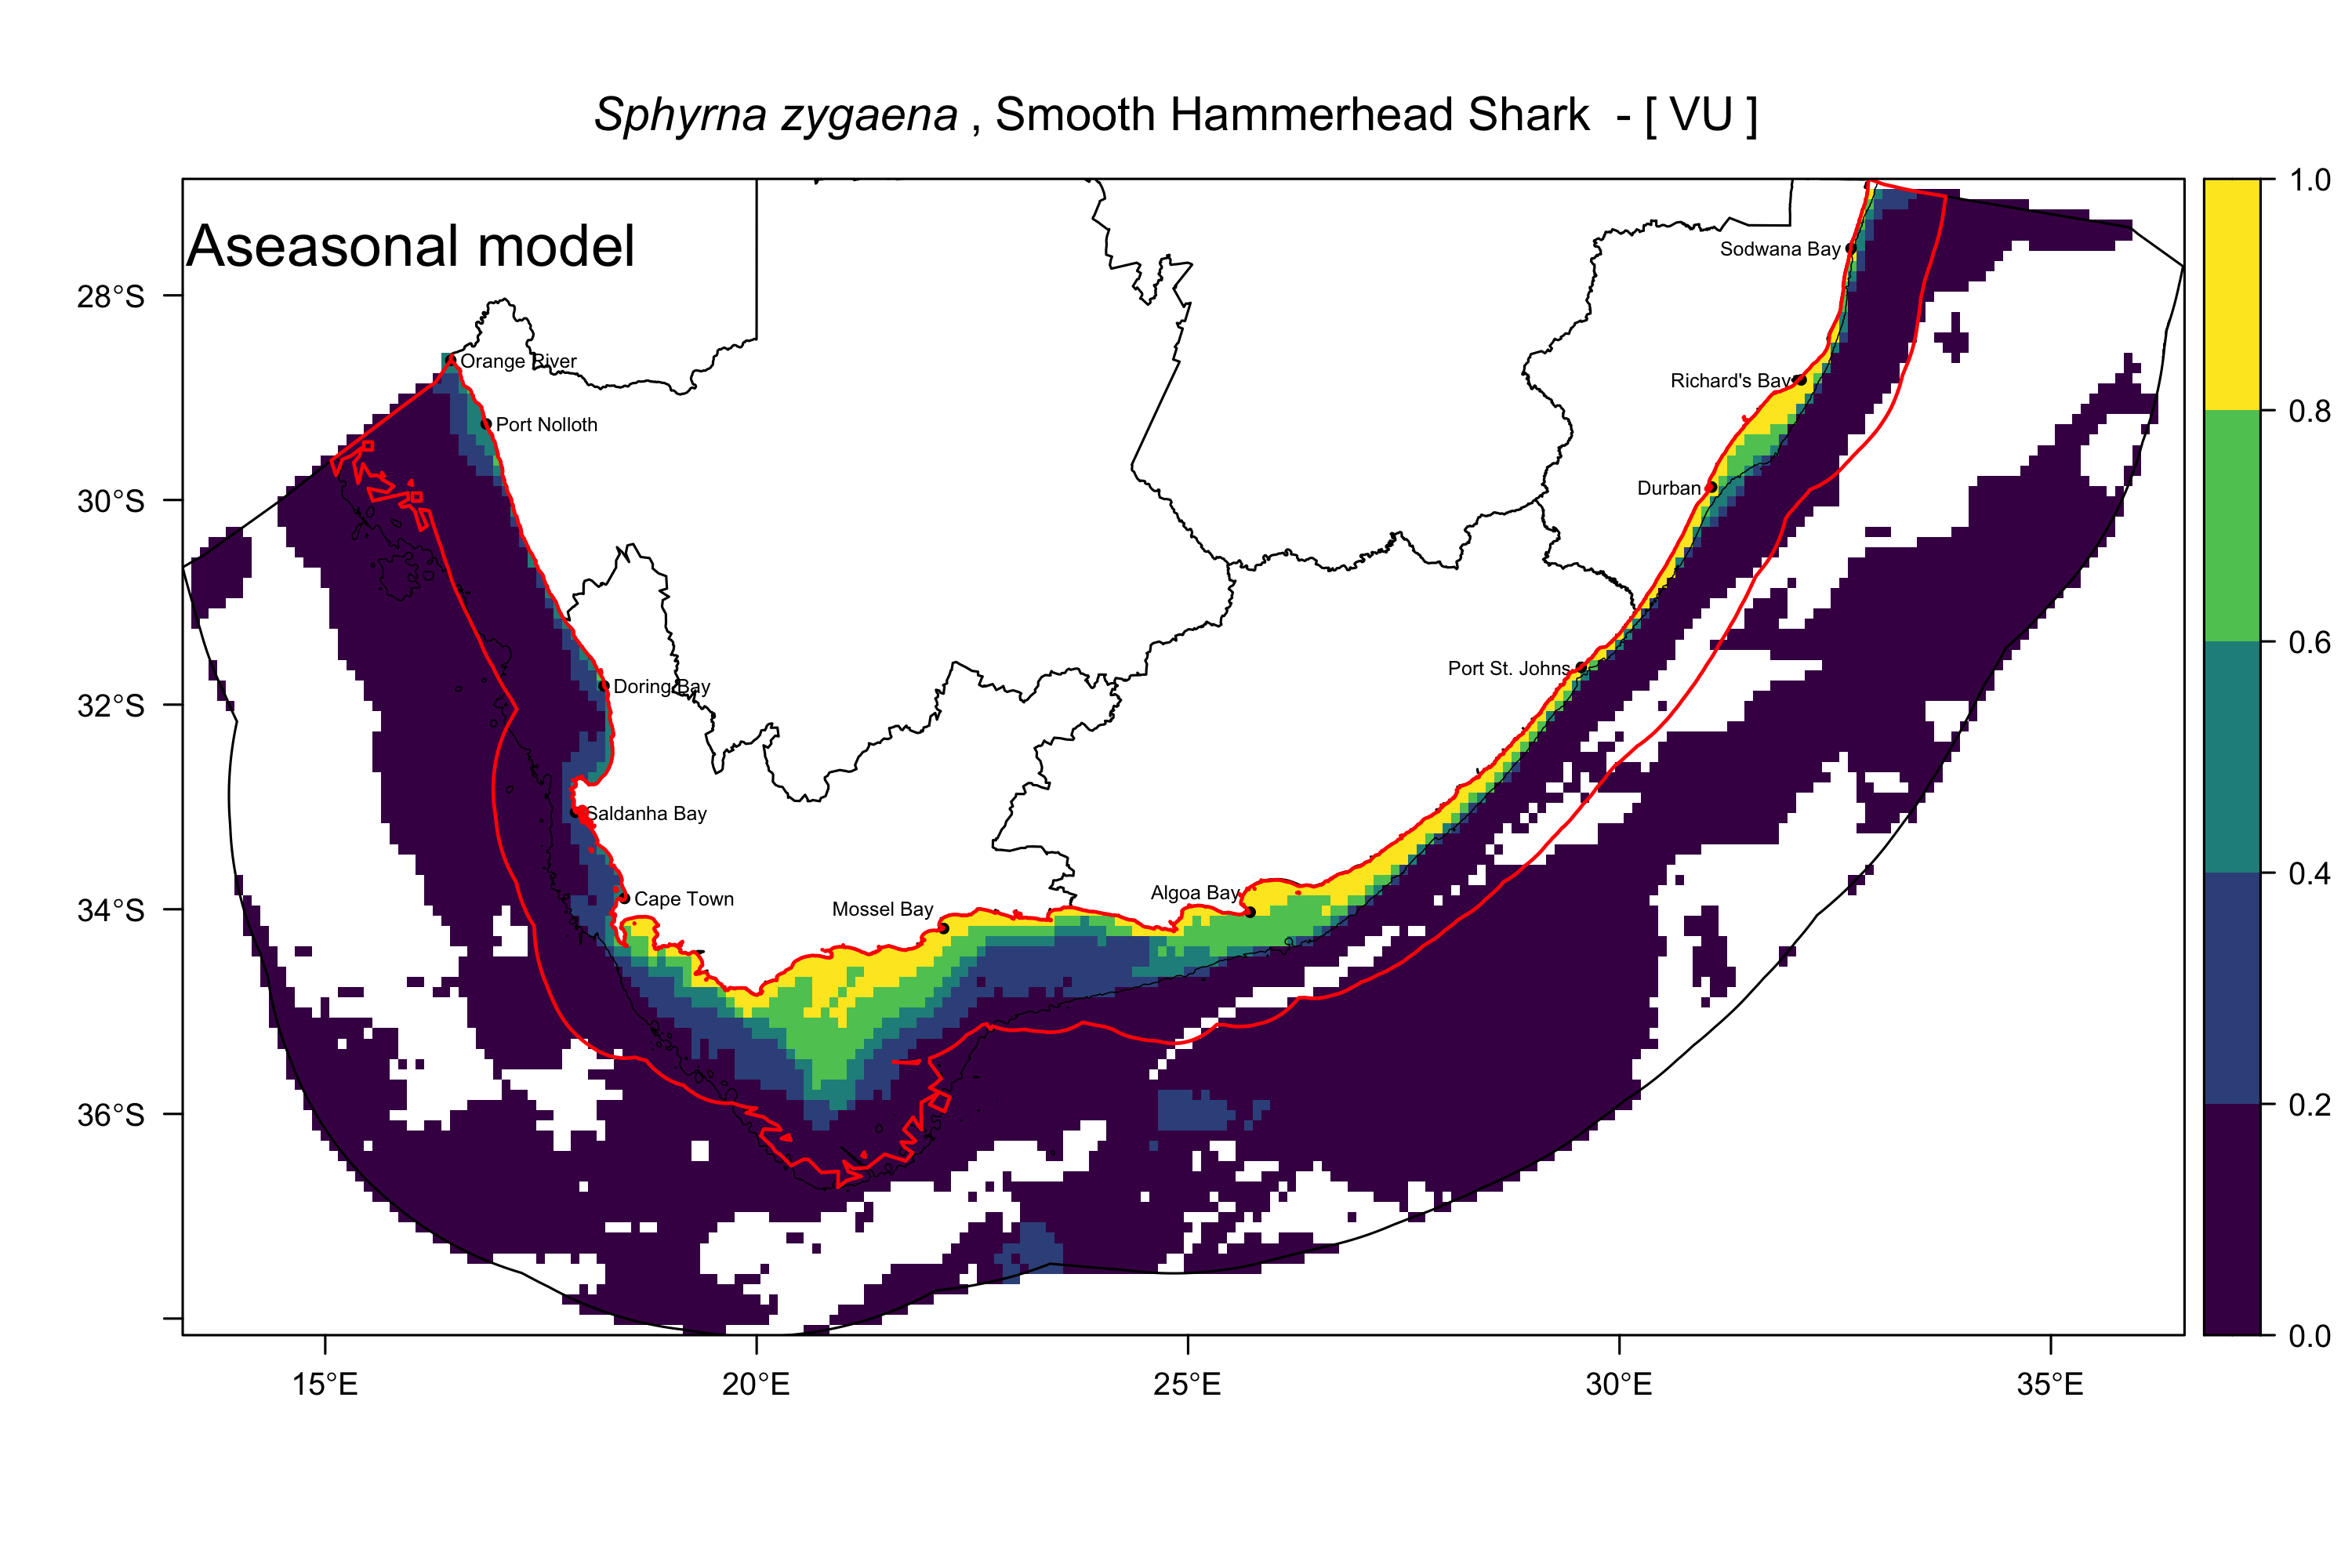 Sphyrna zygaena , Smooth Hammerhead Shark - [ VU ]
Aseasonal model
1.0
0.8
0.6
0.4
0.2
0.0
28°S
30°S
32°S
34°S
36°S
Sodwana Bay
Orange River
Richard's Bay
Port Nolloth
Durban
Port St. Johns
Doring Bay
Saldanha Bay
Algoa Bay
Cape Town
Mossel Bay
15°E
20°E
25°E
30°E
35°E